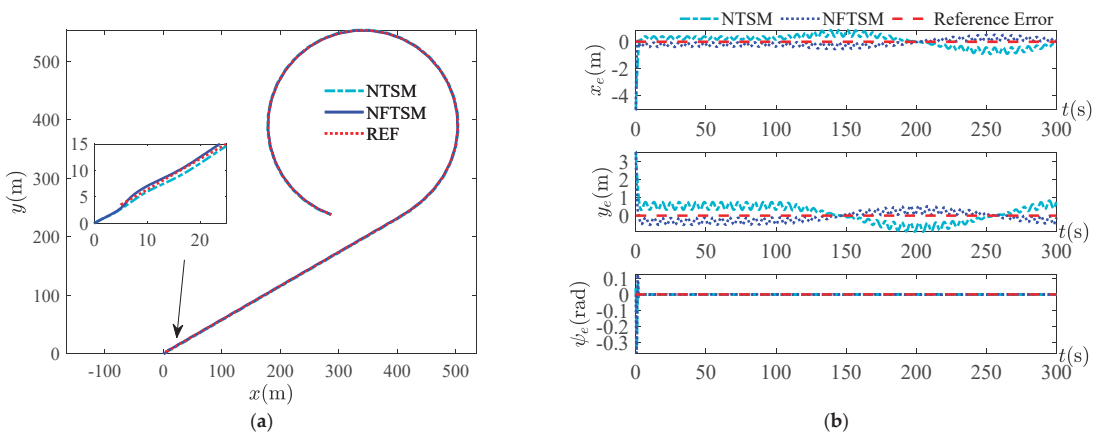 500
400
300
200
100
0
y(m)
-100 0 100 200 300 400 500
x(m)
NTSM
NFTSM
REF
15
10
5
0
0 10 20
(a)
NTSM NFTSM Reference Error
0
-2
-4
x_e(m)
0 50 100 150 200 250 300
t(s)
3
2
1
0
y_e(m)
0 50 100 150 200 250 300
t(s)
0.1
0
-0.1
-0.2
-0.3
ψ_e(rad)
0 50 100 150 200 250 300
t(s)
(b)